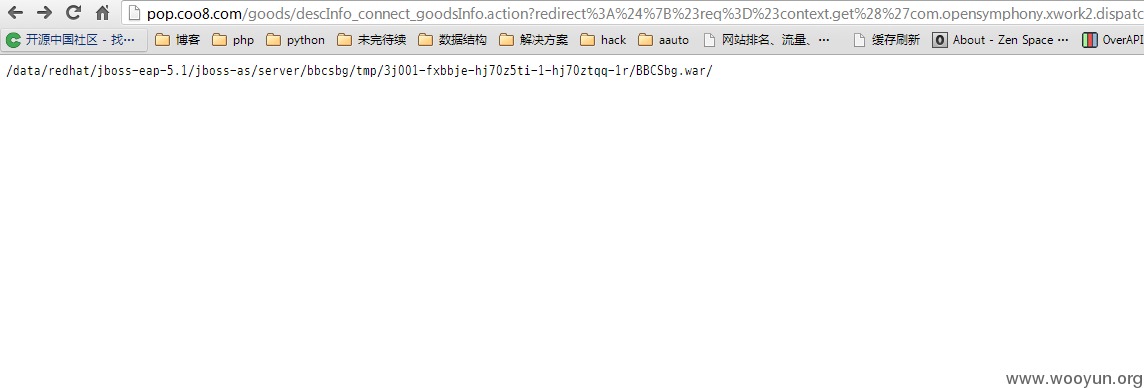 pop.coo8.com/goods/descInfo_connect_goodsInfo.action?redirect%3A%24%7B%23req%3D%23context.get%28%27com.opensymphony.xwork2.dispatc
开源中国社区 - 找… 博客 php python 未完待续 数据结构 解决方案 hack aauto 网站排名、流量、… 缓存刷新 About - Zen Space … OverAPI
/data/redhat/jboss-eap-5.1/jboss-as/server/bbcsbg/tmp/3j001-fxbbje-hj70z5ti-1-hj70ztqq-1r/BBCSbg.war/
www.wooyun.org